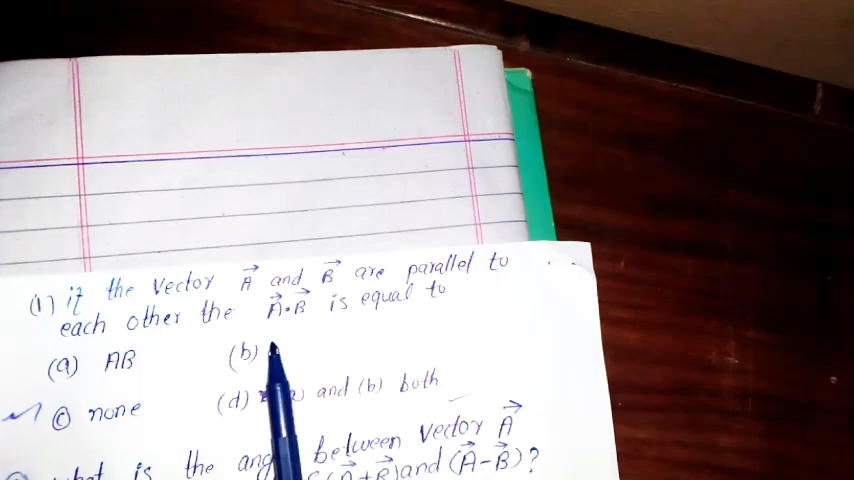 (1) if the vector A⃗ and B⃗ are parallel to
each other the A⃗·B⃗ is equal to
(a) AB (b)
(c) none (d) and (b) both
what is the between vector A⃗
and (A⃗-B⃗)?